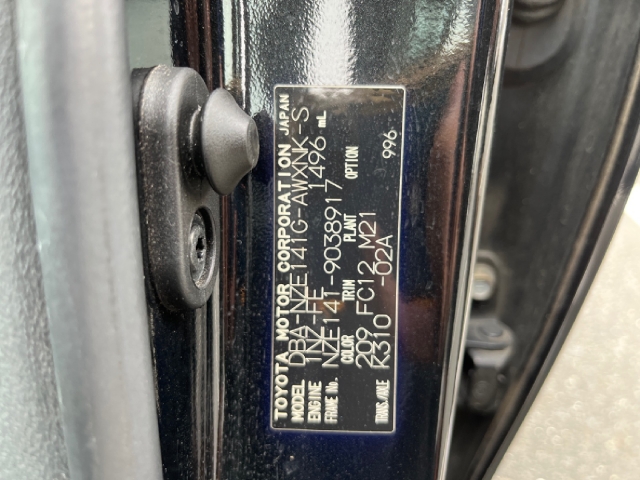 TOYOTA MOTOR CORPORATION JAPAN
MODEL DBA-NZE141G-AWXNK-S
ENGINE 1NZ-FE 1496 mL
FRAME No. NZE141-9038917
COLOR TRIM PLANT OPTION
209 FC12 M21
TRANS./AXLE K310 -02A 996